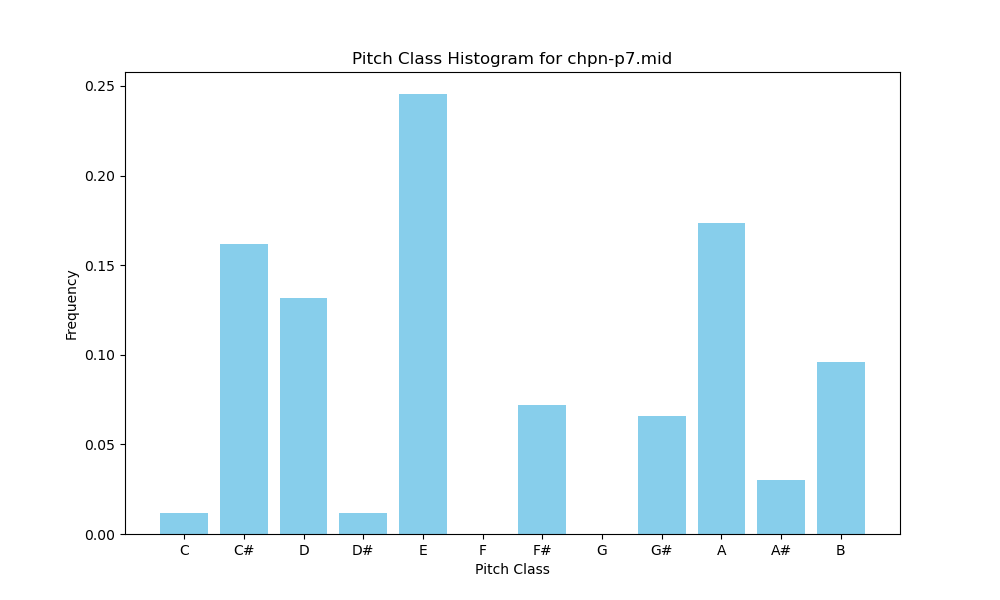 Pitch Class Histogram for chpn-p7.mid
Frequency
0.25
0.20
0.15
0.10
0.05
0.00
C C# D D# E F F# G G# A A# B
Pitch Class